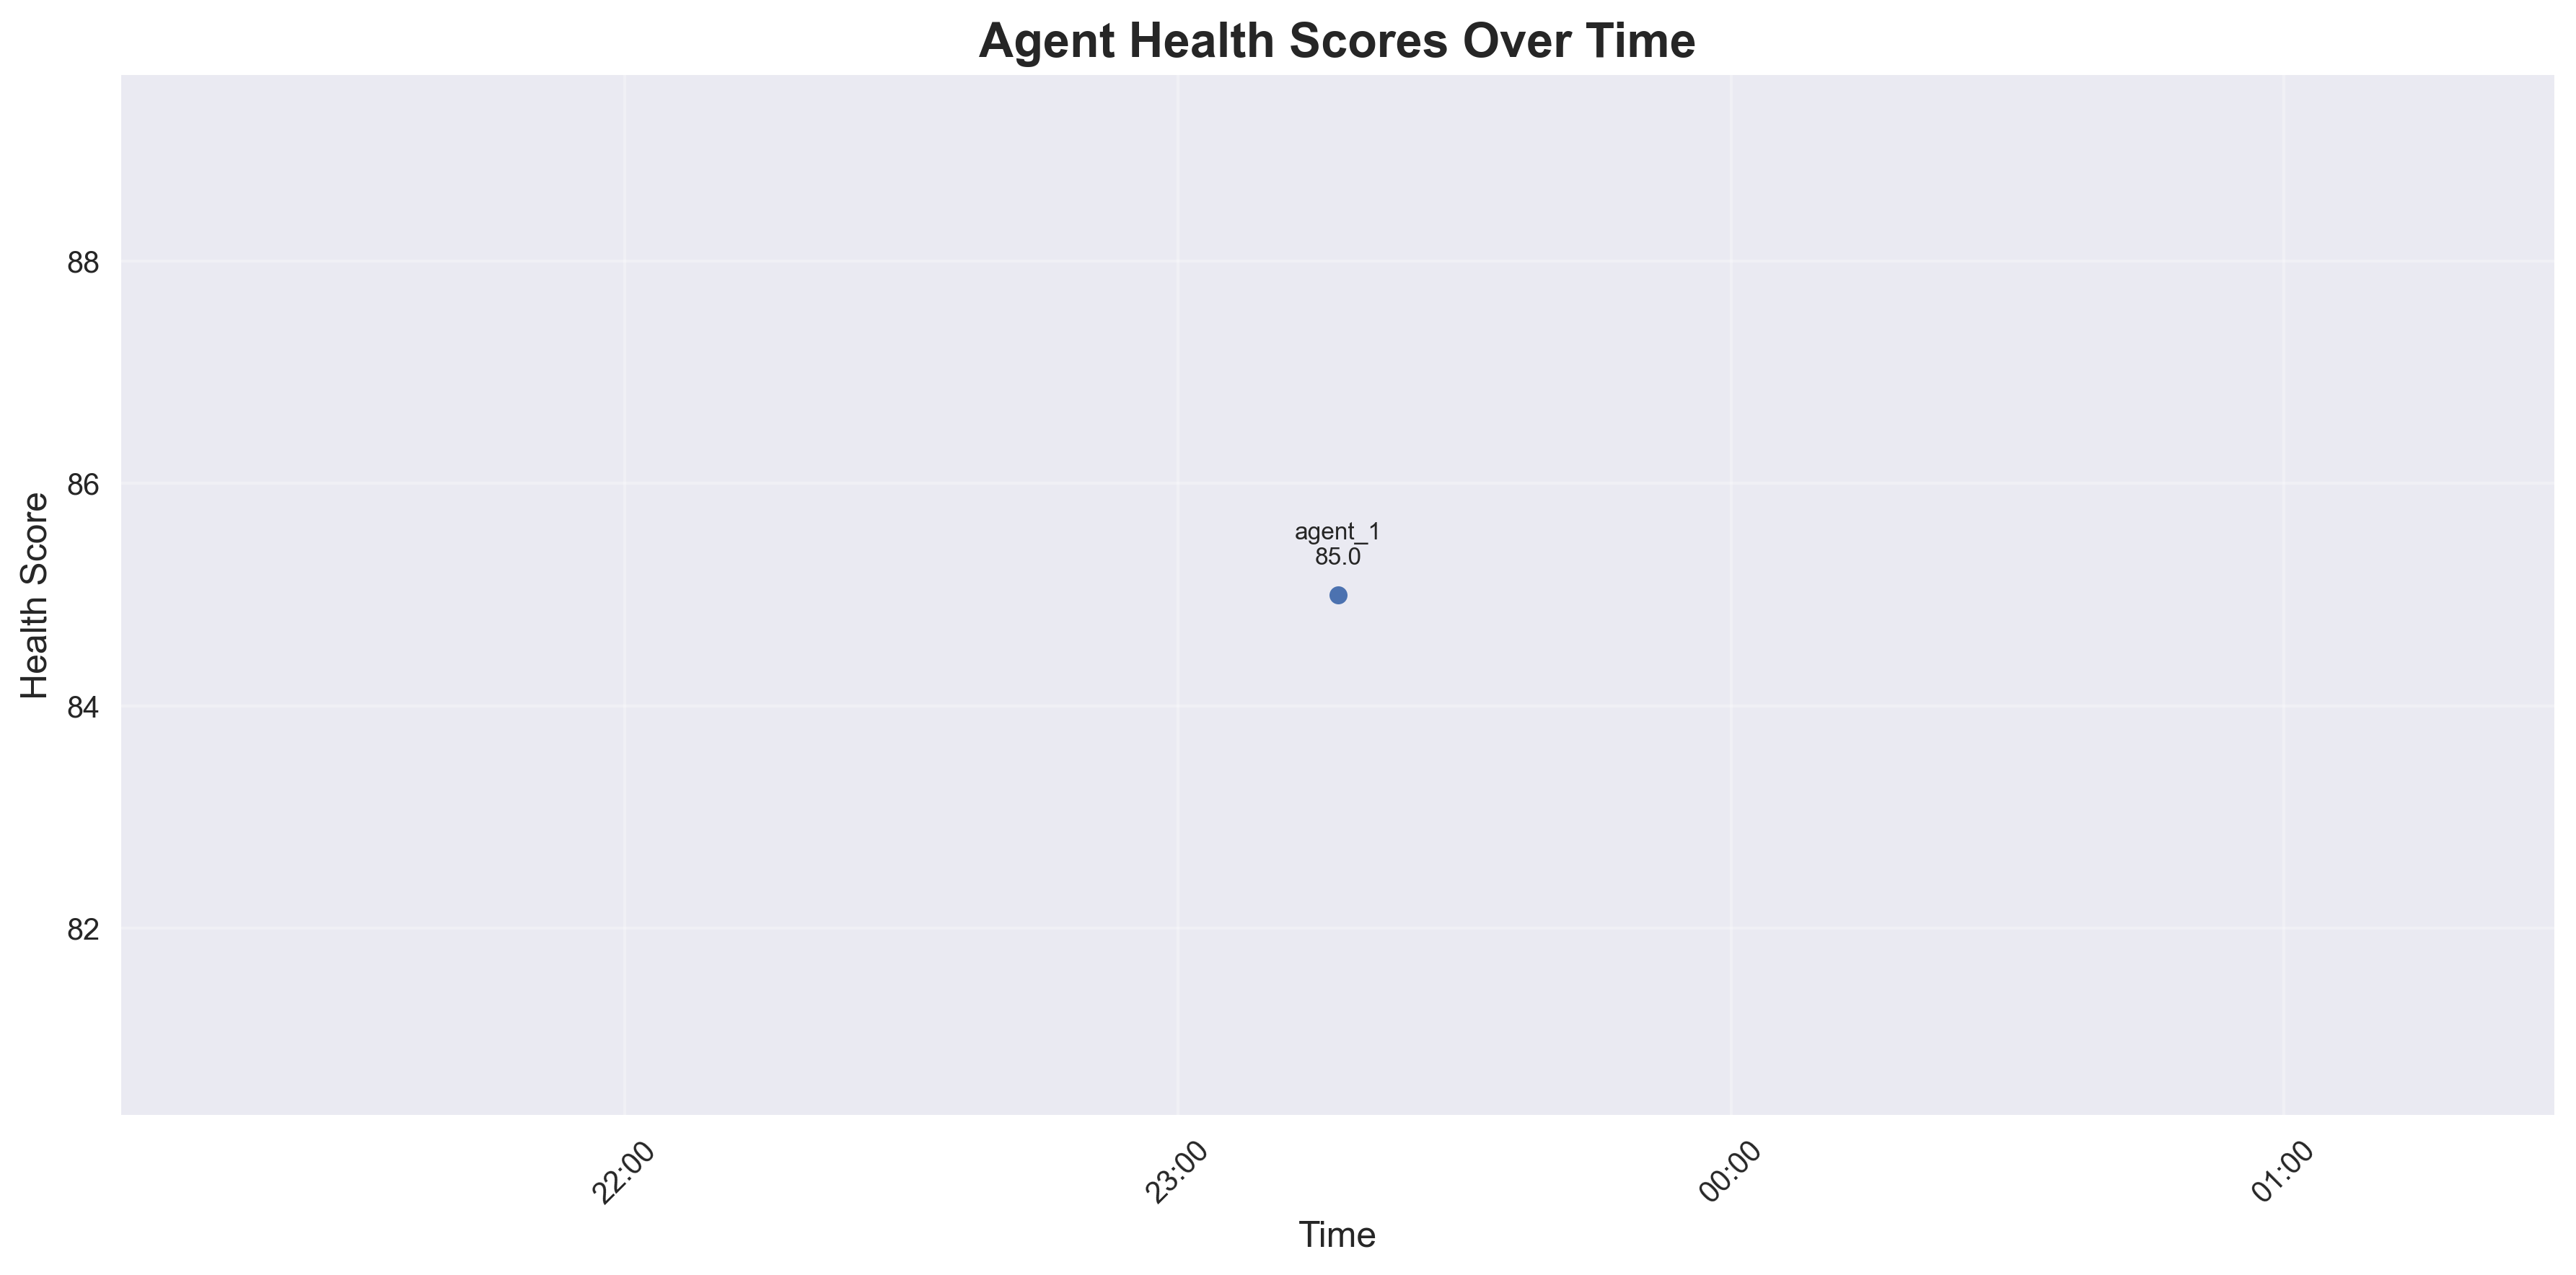 Agent Health Scores Over Time
Health Score
88
86
84
82
agent_1
85.0
22:00
23:00
00:00
01:00
Time